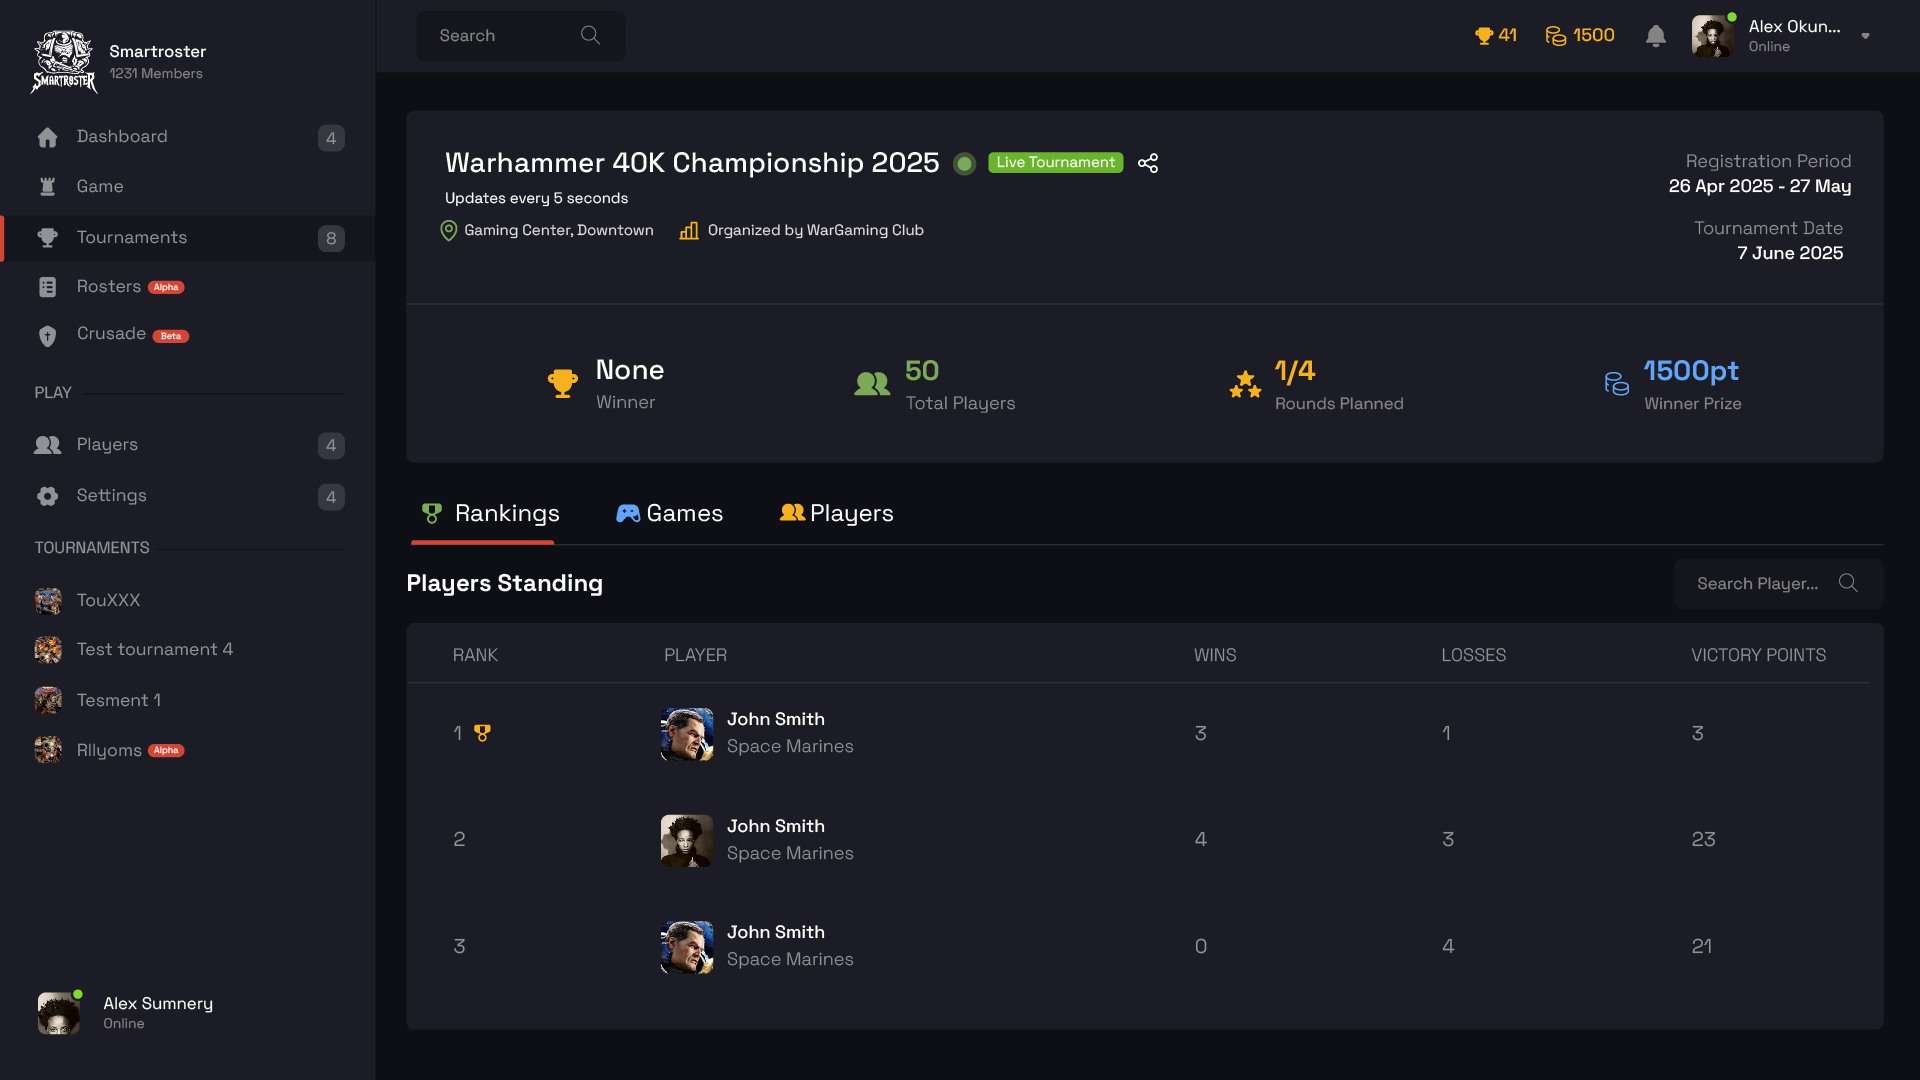 SMARTROSTER
Smartroster
1231 Members
Dashboard 4
Game
Tournaments 8
Rosters Alpha
Crusade Beta
PLAY
Players 4
Settings 4
TOURNAMENTS
TouXXX
Test tournament 4
Tesment 1
Rllyoms Alpha
Alex Sumnery
Online
Search
41
1500
Alex Okun...
Online
Warhammer 40K Championship 2025 Live Tournament
Updates every 5 seconds
Gaming Center, Downtown Organized by WarGaming Club
Registration Period
26 Apr 2025 - 27 May
Tournament Date
7 June 2025
None
Winner
50
Total Players
1/4
Rounds Planned
1500pt
Winner Prize
Rankings Games Players
Players Standing
Search Player...
RANK PLAYER WINS LOSSES VICTORY POINTS
1 John Smith 3 1 3
Space Marines
2 John Smith 4 3 23
Space Marines
3 John Smith 0 4 21
Space Marines